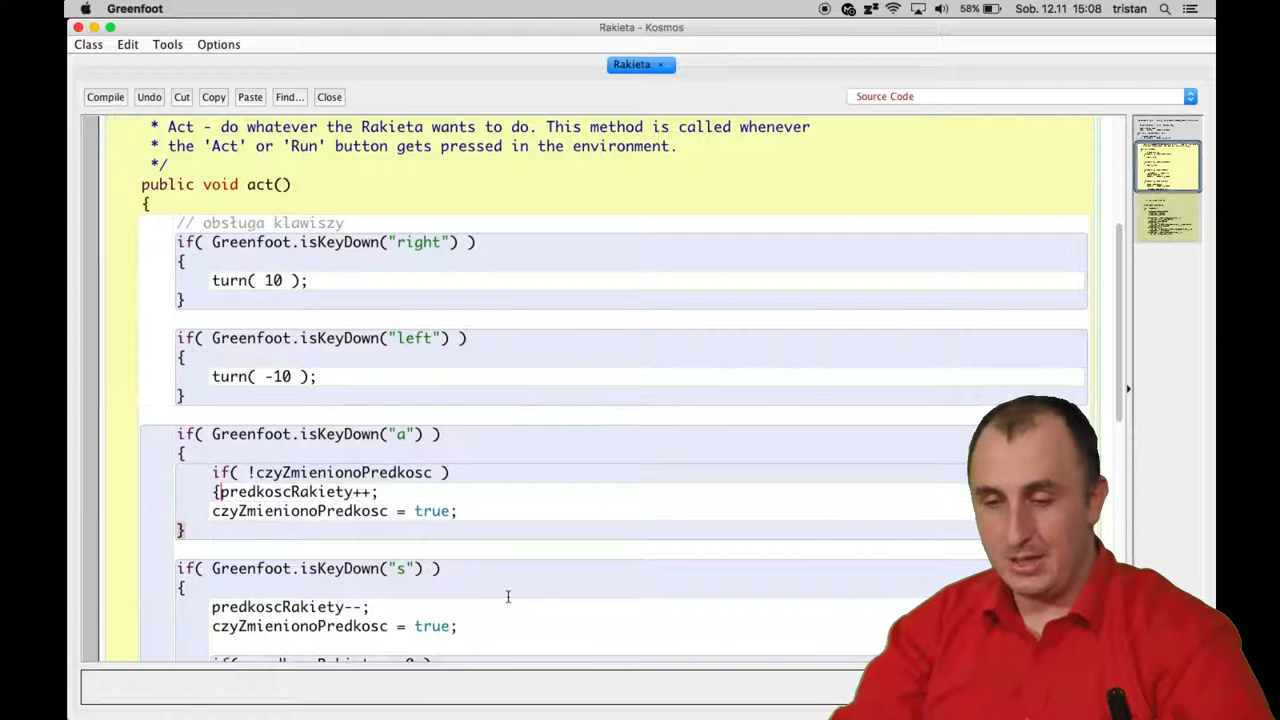 Greenfoot
58% Sob. 12.11 15:08 tristan
Rakieta - Kosmos
Class Edit Tools Options
Rakieta ×
Compile Undo Cut Copy Paste Find... Close
Source Code
* Act - do whatever the Rakieta wants to do. This method is called whenever
* the 'Act' or 'Run' button gets pressed in the environment.
*/
public void act()
{
// obsługa klawiszy
if( Greenfoot.isKeyDown("right") )
{
turn( 10 );
}
if( Greenfoot.isKeyDown("left") )
{
turn( -10 );
}
if( Greenfoot.isKeyDown("a") )
{
if( !czyZmienionoPredkosc )
{predkoscRakiety++;
czyZmienionoPredkosc = true;
}
if( Greenfoot.isKeyDown("s") )
{
predkoscRakiety--;
czyZmienionoPredkosc = true;